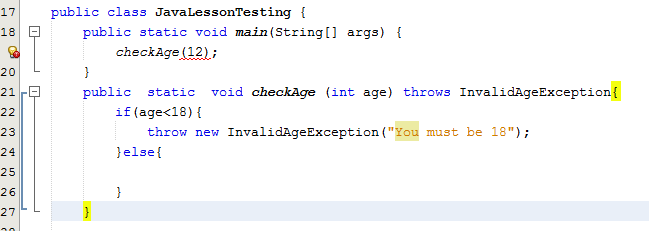 17 public class JavaLessonTesting {
18 public static void main(String[] args) {
checkAge(12);
20 }
21 public  static  void checkAge (int age) throws InvalidAgeException{
22 if(age<18){
23 throw new InvalidAgeException("You must be 18");
24 }else{
25
26 }
27 }